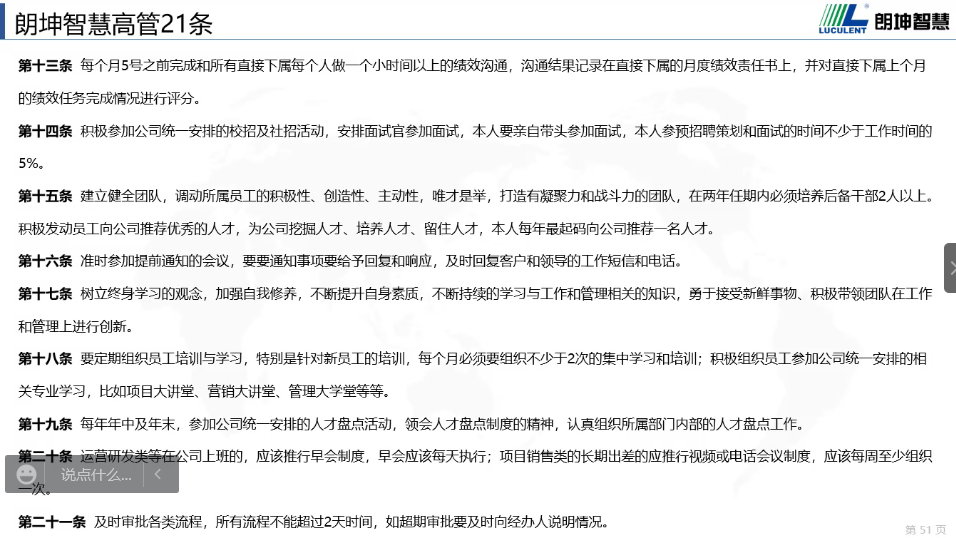 朗坤智慧高管21条
LUCULENT 朗坤智慧
第十三条 每个月5号之前完成和所有直接下属每个人做一个小时间以上的绩效沟通，沟通结果记录在直接下属的月度绩效责任书上，并对直接下属上个月
的绩效任务完成情况进行评分。
第十四条 积极参加公司统一安排的校招及社招活动，安排面试官参加面试，本人要亲自带头参加面试，本人参预招聘策划和面试的时间不少于工作时间的
5%。
第十五条 建立健全团队，调动所属员工的积极性、创造性、主动性，唯才是举，打造有凝聚力和战斗力的团队，在两年任期内必须培养后备干部2人以上。
积极发动员工向公司推荐优秀的人才，为公司挖掘人才、培养人才、留住人才，本人每年最起码向公司推荐一名人才。
第十六条 准时参加提前通知的会议，要要通知事项要给予回复和响应，及时回复客户和领导的工作短信和电话。
第十七条 树立终身学习的观念，加强自我修养，不断提升自身素质，不断持续的学习与工作和管理相关的知识，勇于接受新鲜事物、积极带领团队在工作
和管理上进行创新。
第十八条 要定期组织员工培训与学习，特别是针对新员工的培训，每个月必须要组织不少于2次的集中学习和培训；积极组织员工参加公司统一安排的相
关专业学习，比如项目大讲堂、营销大讲堂、管理大学堂等等。
第十九条 每年年中及年末，参加公司统一安排的人才盘点活动，领会人才盘点制度的精神，认真组织所属部门内部的人才盘点工作。
第二十条 运营研发类等在公司上班的，应该推行早会制度，早会应该每天执行；项目销售类的长期出差的应推行视频或电话会议制度，应该每周至少组织
说点什么...
一次。
第二十一条 及时审批各类流程，所有流程不能超过2天时间，如超期审批要及时向经办人说明情况。
第 51 页